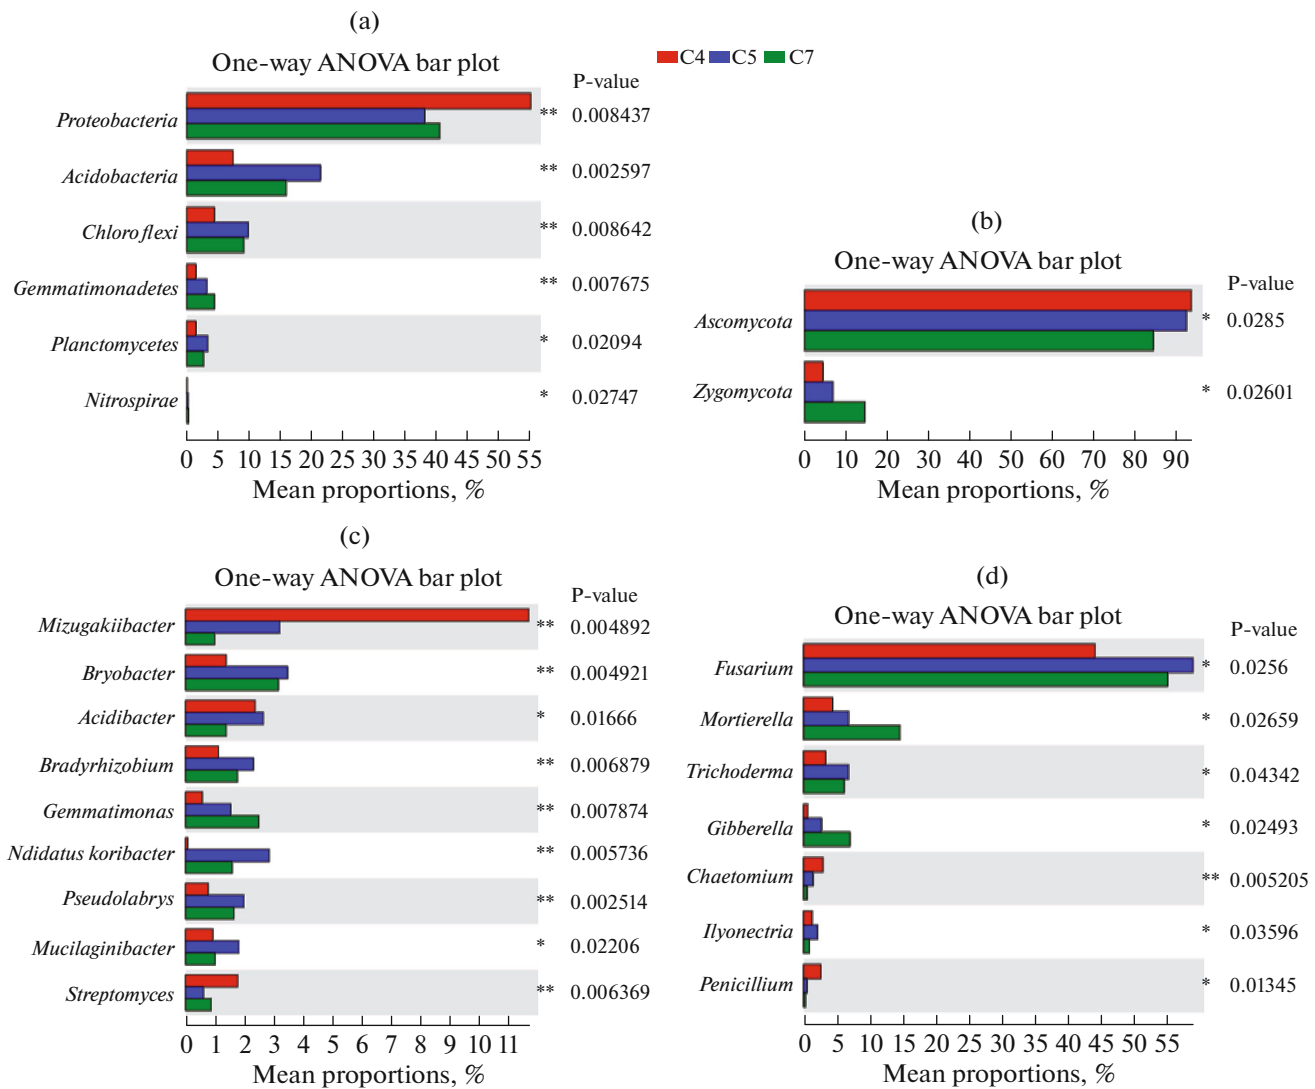 (a)
One-way ANOVA bar plot
C4 C5 C7
P-value
Proteobacteria ** 0.008437
Acidobacteria ** 0.002597
Chloroflexi ** 0.008642
Gemmatimonadetes ** 0.007675
Planctomycetes * 0.02094
Nitrospirae * 0.02747
0 5 10 15 20 25 30 35 40 45 50 55
Mean proportions, %
(b)
One-way ANOVA bar plot
P-value
Ascomycota * 0.0285
Zygomycota * 0.02601
0 10 20 30 40 50 60 70 80 90
Mean proportions, %
(c)
One-way ANOVA bar plot
P-value
Mizugakiibacter ** 0.004892
Bryobacter ** 0.004921
Acidibacter * 0.01666
Bradyrhizobium ** 0.006879
Gemmatimonas ** 0.007874
Ndidatus koribacter ** 0.005736
Pseudolabrys ** 0.002514
Mucilaginibacter * 0.02206
Streptomyces ** 0.006369
0 1 2 3 4 5 6 7 8 9 10 11
Mean proportions, %
(d)
One-way ANOVA bar plot
P-value
Fusarium * 0.0256
Mortierella * 0.02659
Trichoderma * 0.04342
Gibberella * 0.02493
Chaetomium ** 0.005205
Ilyonectria * 0.03596
Penicillium * 0.01345
0 5 10 15 20 25 30 35 40 45 50 55
Mean proportions, %